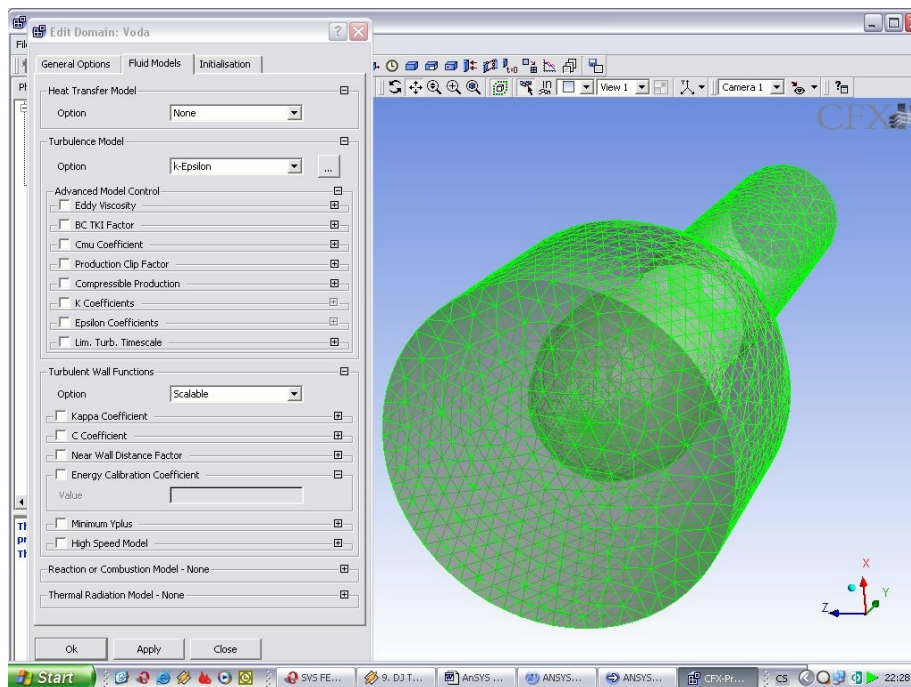 Edit Domain: Voda
General Options Fluid Models Initialisation
Heat Transfer Model
Option None
Turbulence Model
Option k-Epsilon ...
Advanced Model Control
Eddy Viscosity
BC TKI Factor
Cmu Coefficient
Production Clip Factor
Compressible Production
K Coefficients
Epsilon Coefficients
Lim. Turb. Timescale
Turbulent Wall Functions
Option Scalable
Kappa Coefficient
C Coefficient
Near Wall Distance Factor
Energy Calibration Coefficient
Value
Minimum Yplus
High Speed Model
Reaction or Combustion Model - None
Thermal Radiation Model - None
Ok Apply Close
View 1 Camera 1
CFX
X
Y
Z
Start SVS FE... 9. DJ T... AnSYS ... ANSYS... ANSYS... CFX-Pr... CS 22:28